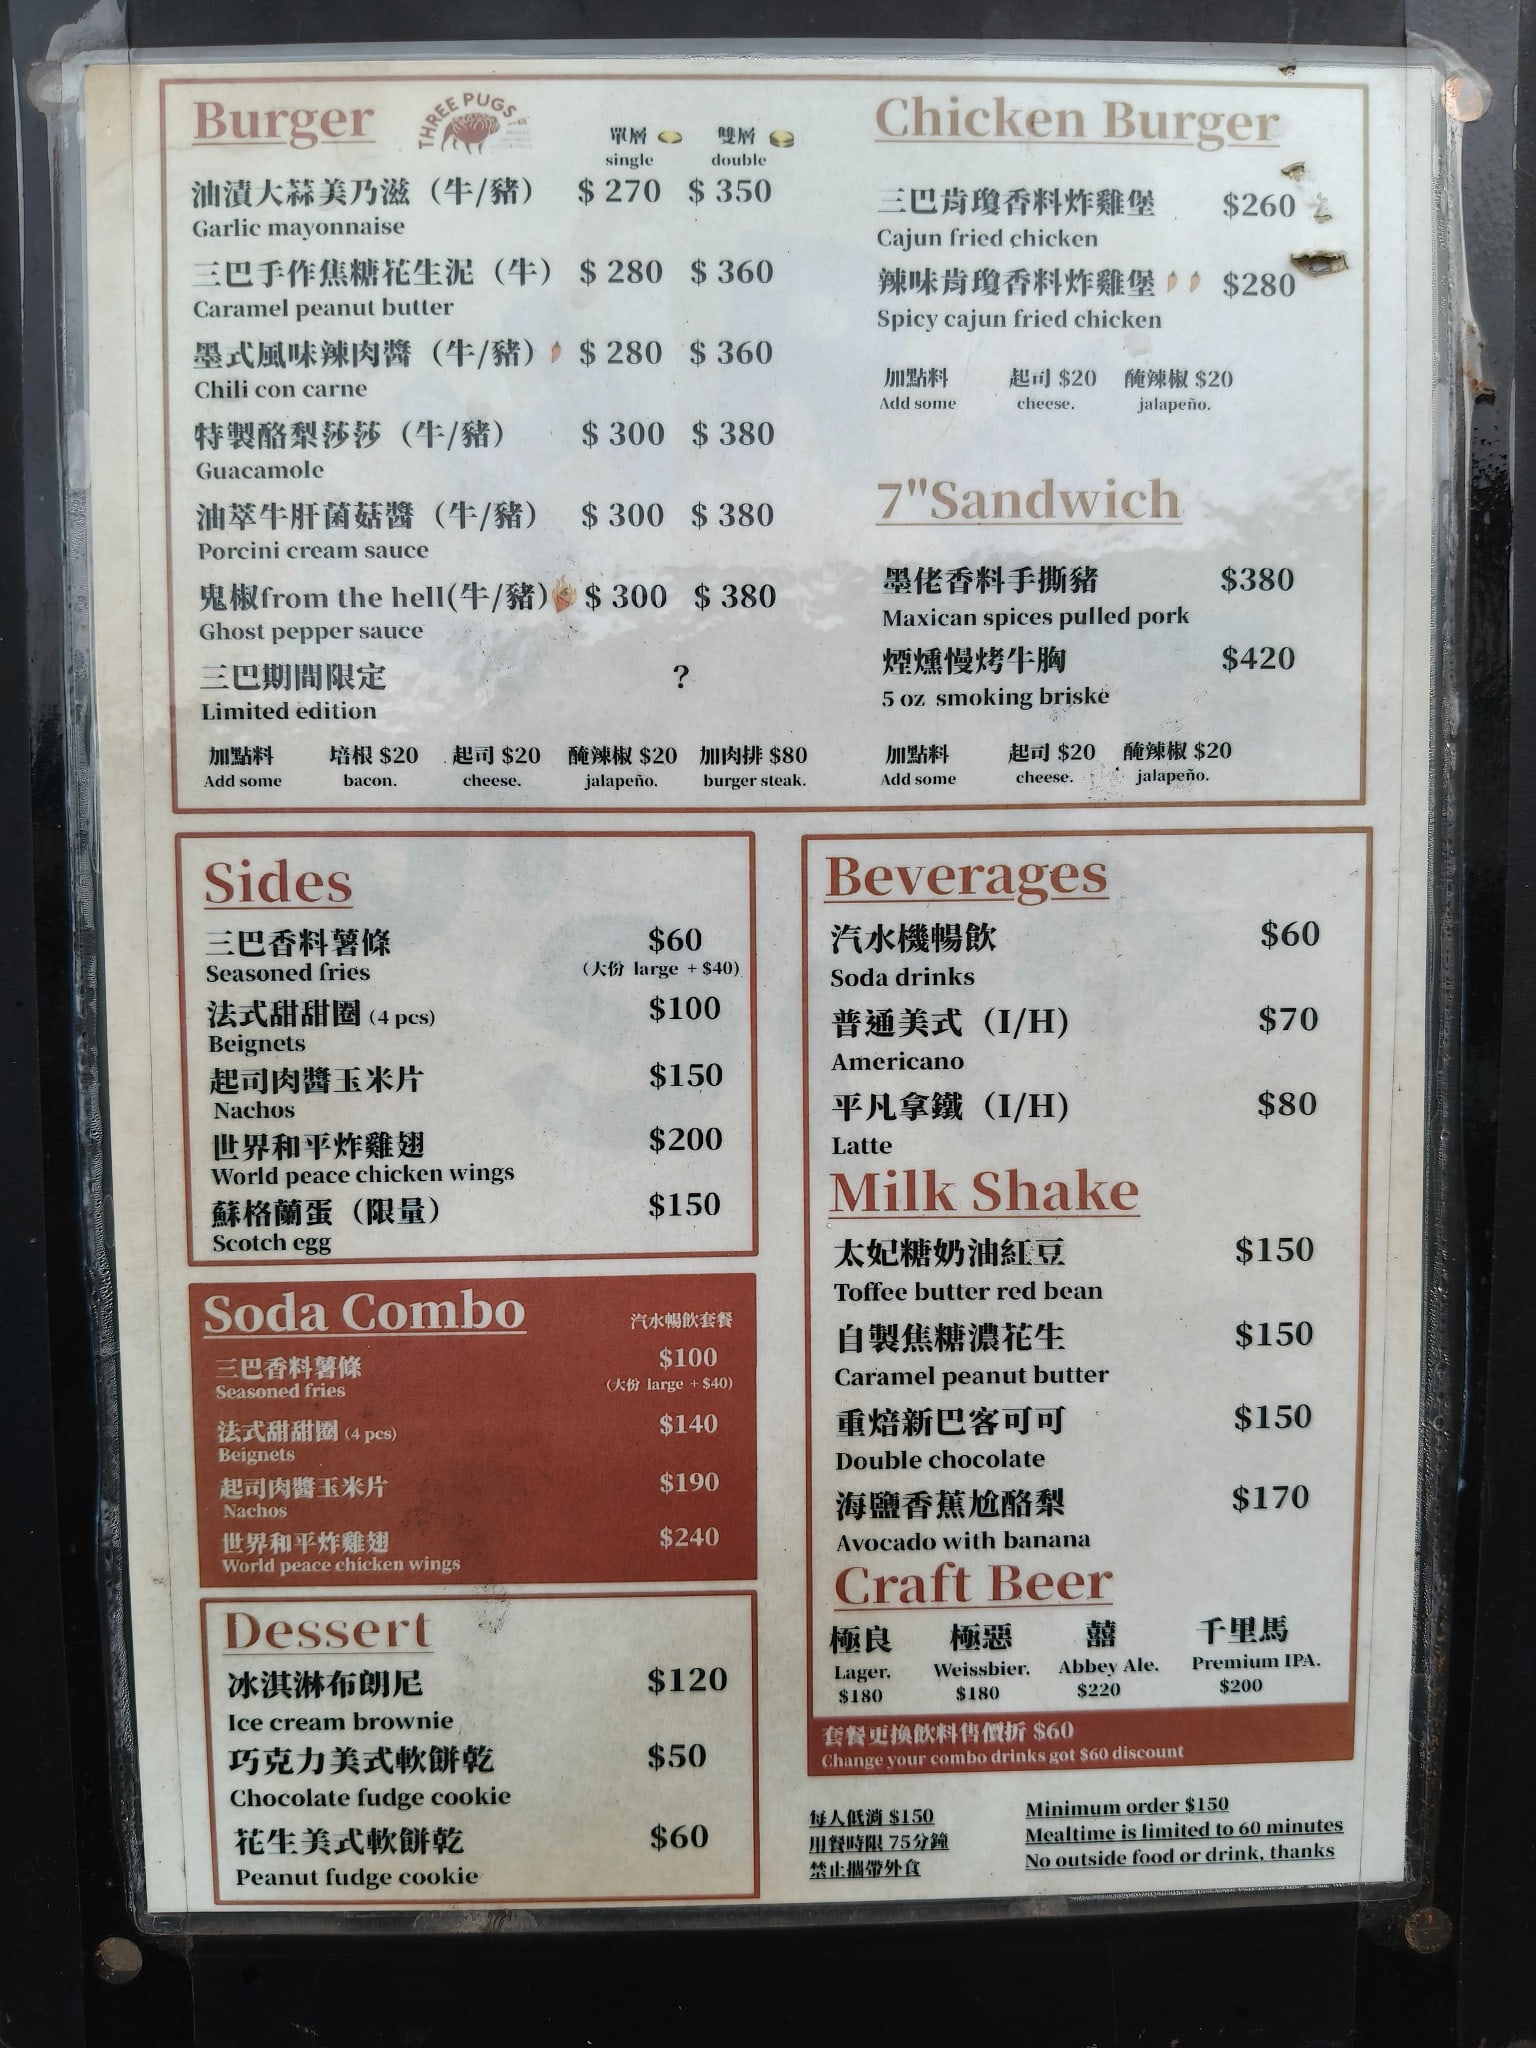 Burger
THREE PUGS
單層 雙層
single double
油漬大蒜美乃滋（牛/豬） $ 270 $ 350
Garlic mayonnaise
三巴手作焦糖花生泥（牛） $ 280 $ 360
Caramel peanut butter
墨式風味辣肉醬（牛/豬） $ 280 $ 360
Chili con carne
特製酪梨莎莎（牛/豬） $ 300 $ 380
Guacamole
油萃牛肝菌菇醬（牛/豬） $ 300 $ 380
Porcini cream sauce
鬼椒from the hell(牛/豬) $ 300 $ 380
Ghost pepper sauce
三巴期間限定 ?
Limited edition
加點料 培根 $20 起司 $20 醃辣椒 $20 加肉排 $80
Add some bacon. cheese. jalapeño. burger steak.
Chicken Burger
三巴肯瓊香料炸雞堡 $260
Cajun fried chicken
辣味肯瓊香料炸雞堡 $280
Spicy cajun fried chicken
加點料 起司 $20 醃辣椒 $20
Add some cheese. jalapeño.
7"Sandwich
墨佬香料手撕豬 $380
Maxican spices pulled pork
煙燻慢烤牛胸 $420
5 oz smoking briske
加點料 起司 $20 醃辣椒 $20
Add some cheese. jalapeño.
Sides
三巴香料薯條 $60
Seasoned fries （大份 large + $40）
法式甜甜圈 (4 pcs) $100
Beignets
起司肉醬玉米片 $150
Nachos
世界和平炸雞翅 $200
World peace chicken wings
蘇格蘭蛋（限量） $150
Scotch egg
Soda Combo 汽水暢飲套餐
三巴香料薯條 $100
Seasoned fries （大份 large + $40）
法式甜甜圈 (4 pcs) $140
Beignets
起司肉醬玉米片 $190
Nachos
世界和平炸雞翅 $240
World peace chicken wings
Dessert
冰淇淋布朗尼 $120
Ice cream brownie
巧克力美式軟餅乾 $50
Chocolate fudge cookie
花生美式軟餅乾 $60
Peanut fudge cookie
Beverages
汽水機暢飲 $60
Soda drinks
普通美式（I/H） $70
Americano
平凡拿鐵（I/H） $80
Latte
Milk Shake
太妃糖奶油紅豆 $150
Toffee butter red bean
自製焦糖濃花生 $150
Caramel peanut butter
重焙新巴客可可 $150
Double chocolate
海鹽香蕉尬酪梨 $170
Avocado with banana
Craft Beer
極良 極惡 囍 千里馬
Lager. Weissbier. Abbey Ale. Premium IPA.
$180 $180 $220 $200
套餐更換飲料售價折 $60
Change your combo drinks got $60 discount
每人低消 $150
用餐時限 75分鐘
禁止攜帶外食
Minimum order $150
Mealtime is limited to 60 minutes
No outside food or drink, thanks